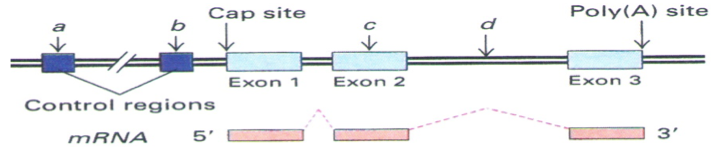 Cap site
Poly(A) site
a
b
c
d
Exon 1
Exon 2
Exon 3
Control regions
mRNA 5′ 3′